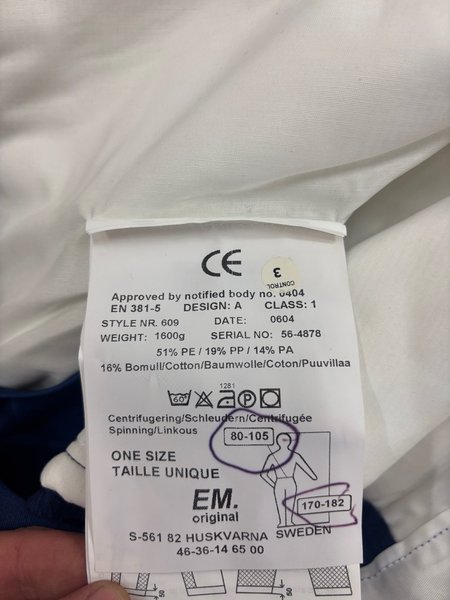 CE
3
CONTROL
Approved by notified body no. 0404
EN 381-5 DESIGN: A CLASS: 1
STYLE NR. 609 DATE: 0604
WEIGHT: 1600g SERIAL NO: 56-4878
51% PE / 19% PP / 14% PA
16% Bomull/Cotton/Baumwolle/Coton/Puuvillaa
1281
60°
P
Centrifugering/Schleudern/Centrifugée
Spinning/Linkous
80-105
ONE SIZE
TAILLE UNIQUE
EM.
original
170-182
S-561 82 HUSKVARNA SWEDEN
46-36-14 65 00
50
50